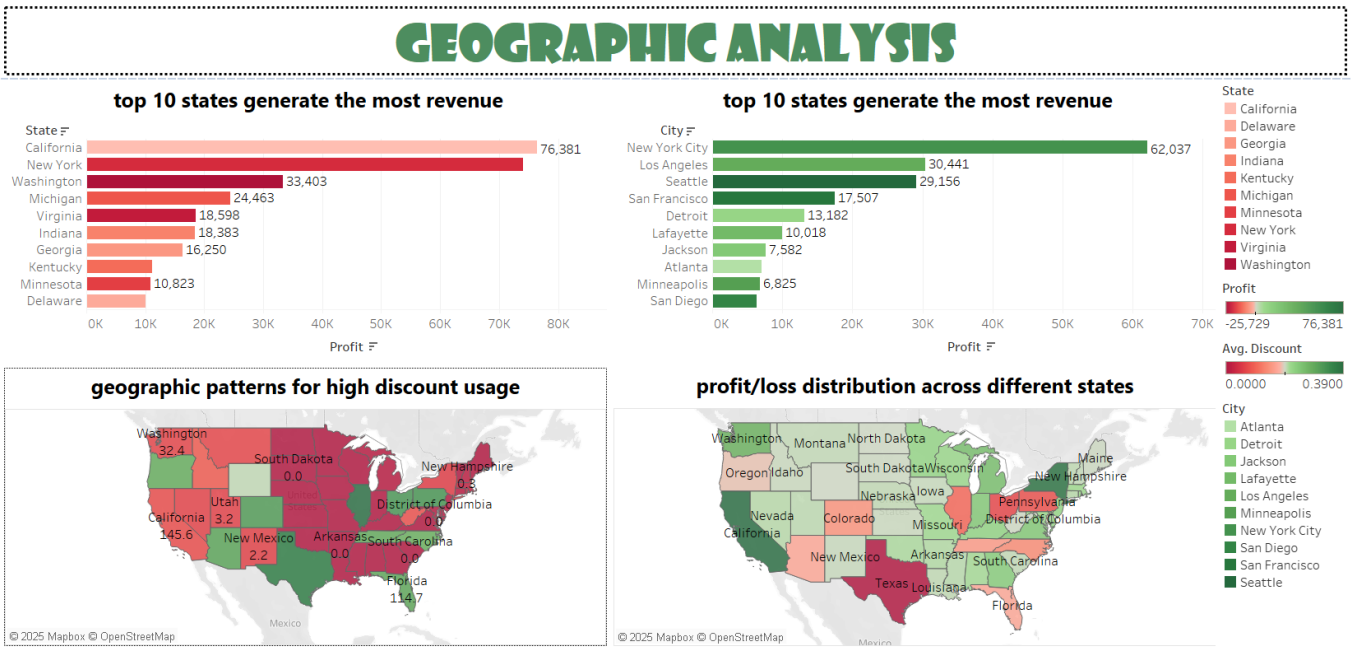 GEOGRAPHIC ANALYSIS
top 10 states generate the most revenue
State
California
76,381
New York
Washington
33,403
Michigan
24,463
Virginia
18,598
Indiana
18,383
Georgia
16,250
Kentucky
Minnesota
10,823
Delaware
0K 10K 20K 30K 40K 50K 60K 70K 80K
Profit
top 10 states generate the most revenue
City
New York City
62,037
Los Angeles
30,441
Seattle
29,156
San Francisco
17,507
Detroit
13,182
Lafayette
10,018
Jackson
7,582
Atlanta
Minneapolis
6,825
San Diego
0K 10K 20K 30K 40K 50K 60K 70K
Profit
State
California
Delaware
Georgia
Indiana
Kentucky
Michigan
Minnesota
New York
Virginia
Washington
Profit
-25,729 76,381
Avg. Discount
0.0000 0.3900
City
Atlanta
Detroit
Jackson
Lafayette
Los Angeles
Minneapolis
New York City
San Diego
San Francisco
Seattle
geographic patterns for high discount usage
Washington
32.4
South Dakota
0.0
New Hampshire
0.3
United
States
Utah
3.2
District of Columbia
0.0
California
145.6
New Mexico
2.2
Arkansas
0.0
South Carolina
0.0
Florida
114.7
Mexico
© 2025 Mapbox © OpenStreetMap
profit/loss distribution across different states
Washington
Montana
North Dakota
Maine
Oregon
Idaho
South Dakota
Wisconsin
New Hampshire
Nebraska
Iowa
Pennsylvania
Nevada
Colorado
Missouri
District of Columbia
California
New Mexico
Arkansas
South Carolina
Texas
Louisiana
Florida
Mexico
© 2025 Mapbox © OpenStreetMap